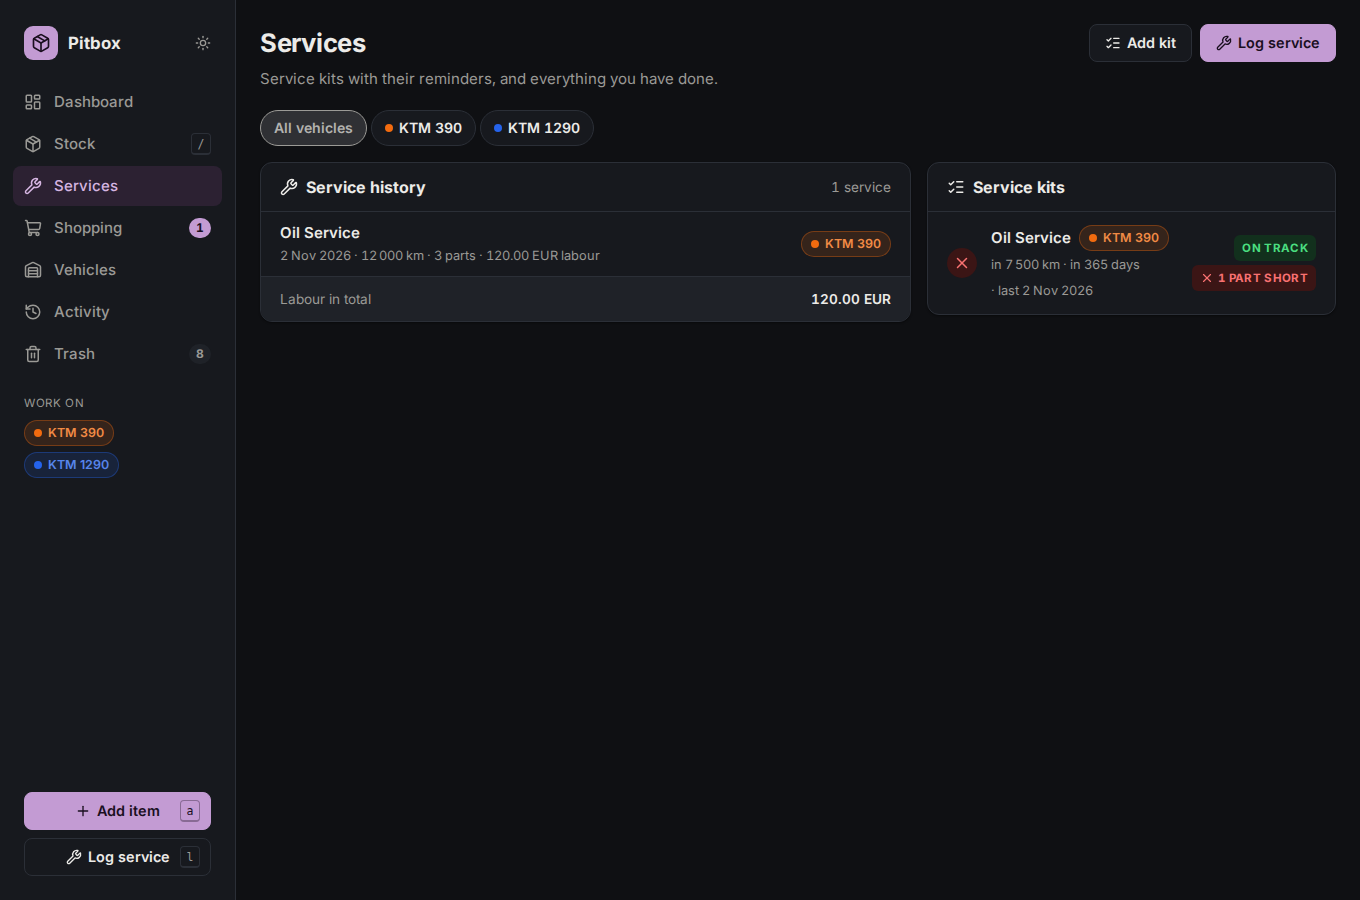 Pitbox
Dashboard
Stock /
Services
Shopping 1
Vehicles
Activity
Trash 8
WORK ON
KTM 390
KTM 1290
Add item a
Log service l
Services
Service kits with their reminders, and everything you have done.
Add kit
Log service
All vehicles KTM 390 KTM 1290
Service history 1 service
Oil Service
2 Nov 2026 · 12 000 km · 3 parts · 120.00 EUR labour
KTM 390
Labour in total 120.00 EUR
Service kits
Oil Service KTM 390
in 7 500 km · in 365 days
· last 2 Nov 2026
ON TRACK
1 PART SHORT